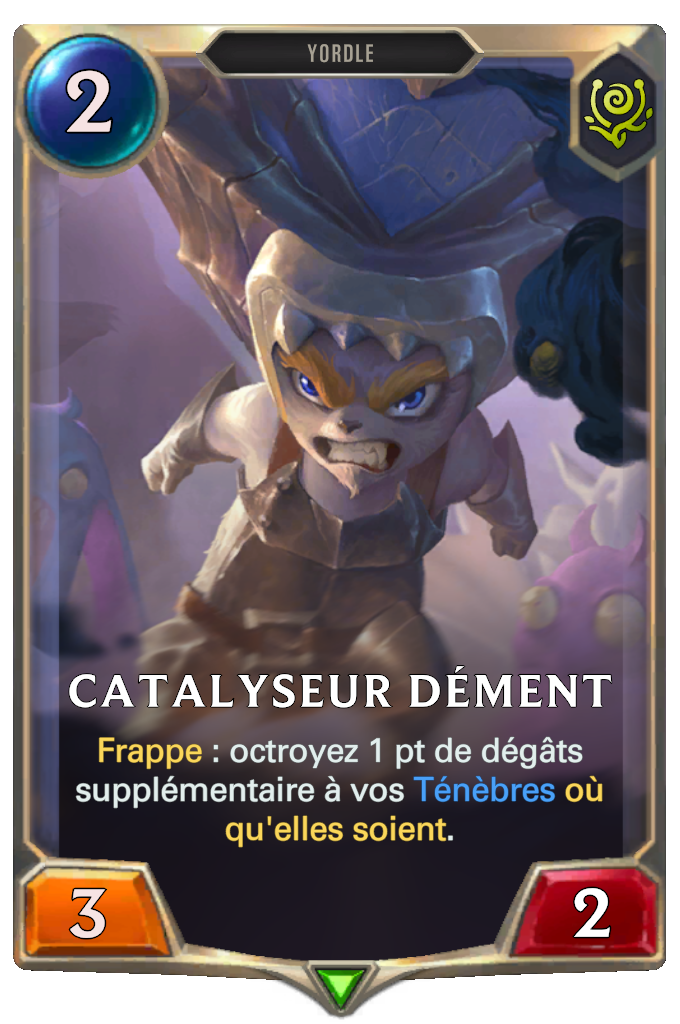 2
YORDLE
CATALYSEUR DÉMENT
Frappe : octroyez 1 pt de dégâts
supplémentaire à vos Ténèbres où
qu'elles soient.
3
2